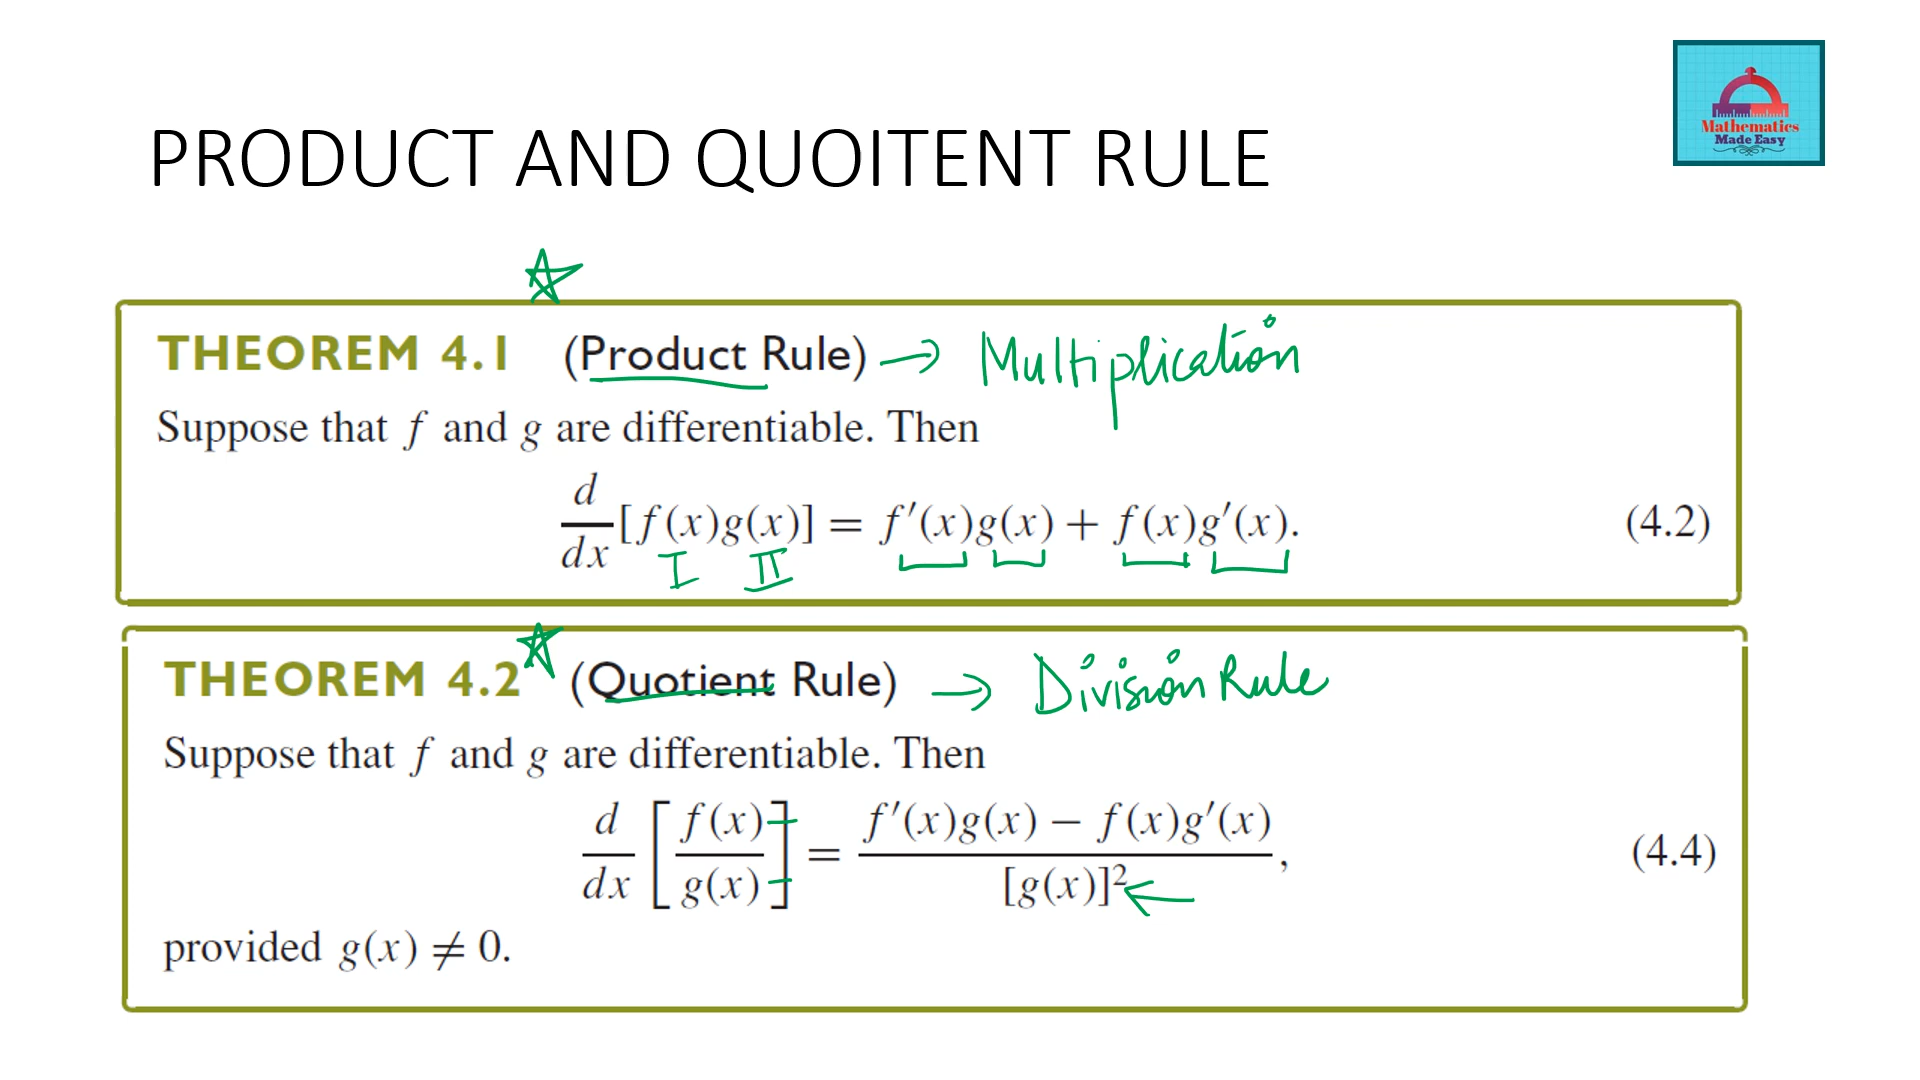 PRODUCT AND QUOITENT RULE
Mathematics
Made Easy
THEOREM 4.1 (Product Rule) → Multiplication
Suppose that f and g are differentiable. Then
d/dx [f(x)g(x)] = f′(x)g(x) + f(x)g′(x). (4.2)
I II
THEOREM 4.2 (Quotient Rule) → Division Rule
Suppose that f and g are differentiable. Then
d/dx [f(x)/g(x)] = (f′(x)g(x) − f(x)g′(x))/[g(x)]², (4.4)
provided g(x) ≠ 0.